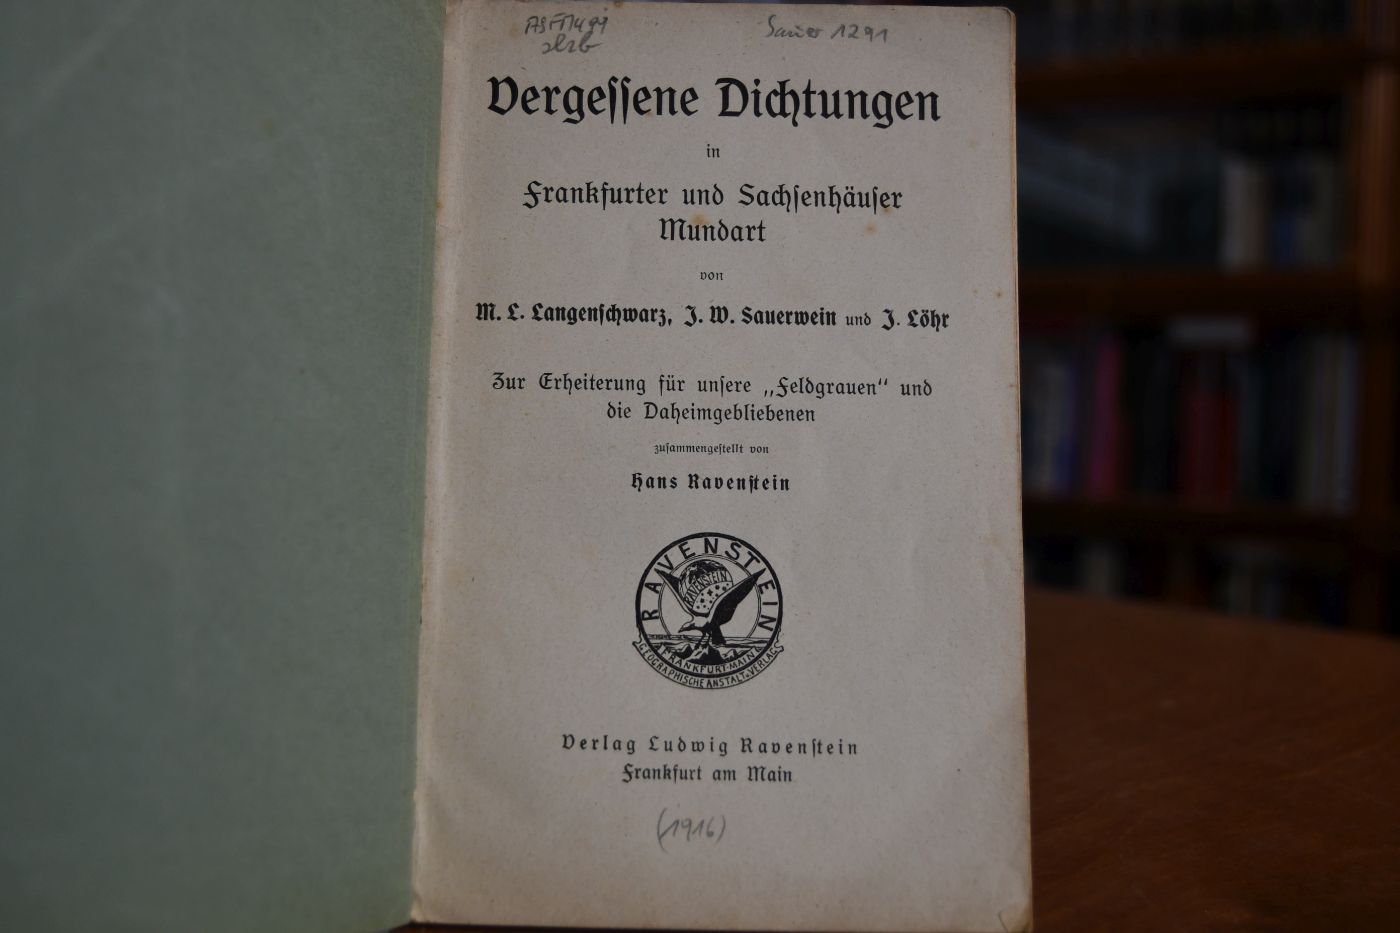 Sauer 1291
Vergessene Dichtungen
in
Frankfurter und Sachsenhäuser
Mundart
von
M. L. Langenschwarz, J. W. Sauerwein und J. Löhr
Zur Erheiterung für unsere „Feldgrauen“ und
die Daheimgebliebenen
zusammengestellt von
Hans Ravenstein
RAVENSTEIN
RAVENSTEIN
FRANKFURT-MAIN
GEOGRAPHISCHE ANSTALT u. VERLAG
Verlag Ludwig Ravenstein
Frankfurt am Main
(1916)